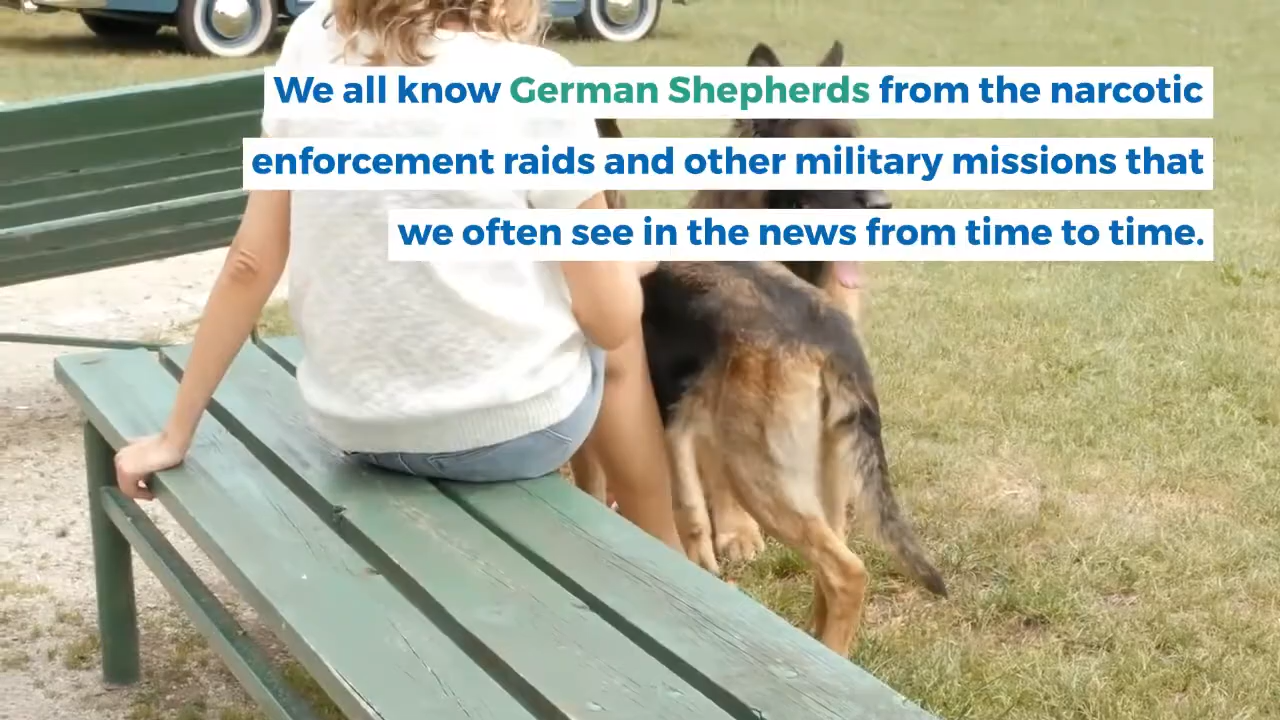 We all know German Shepherds from the narcotic
enforcement raids and other military missions that
we often see in the news from time to time.